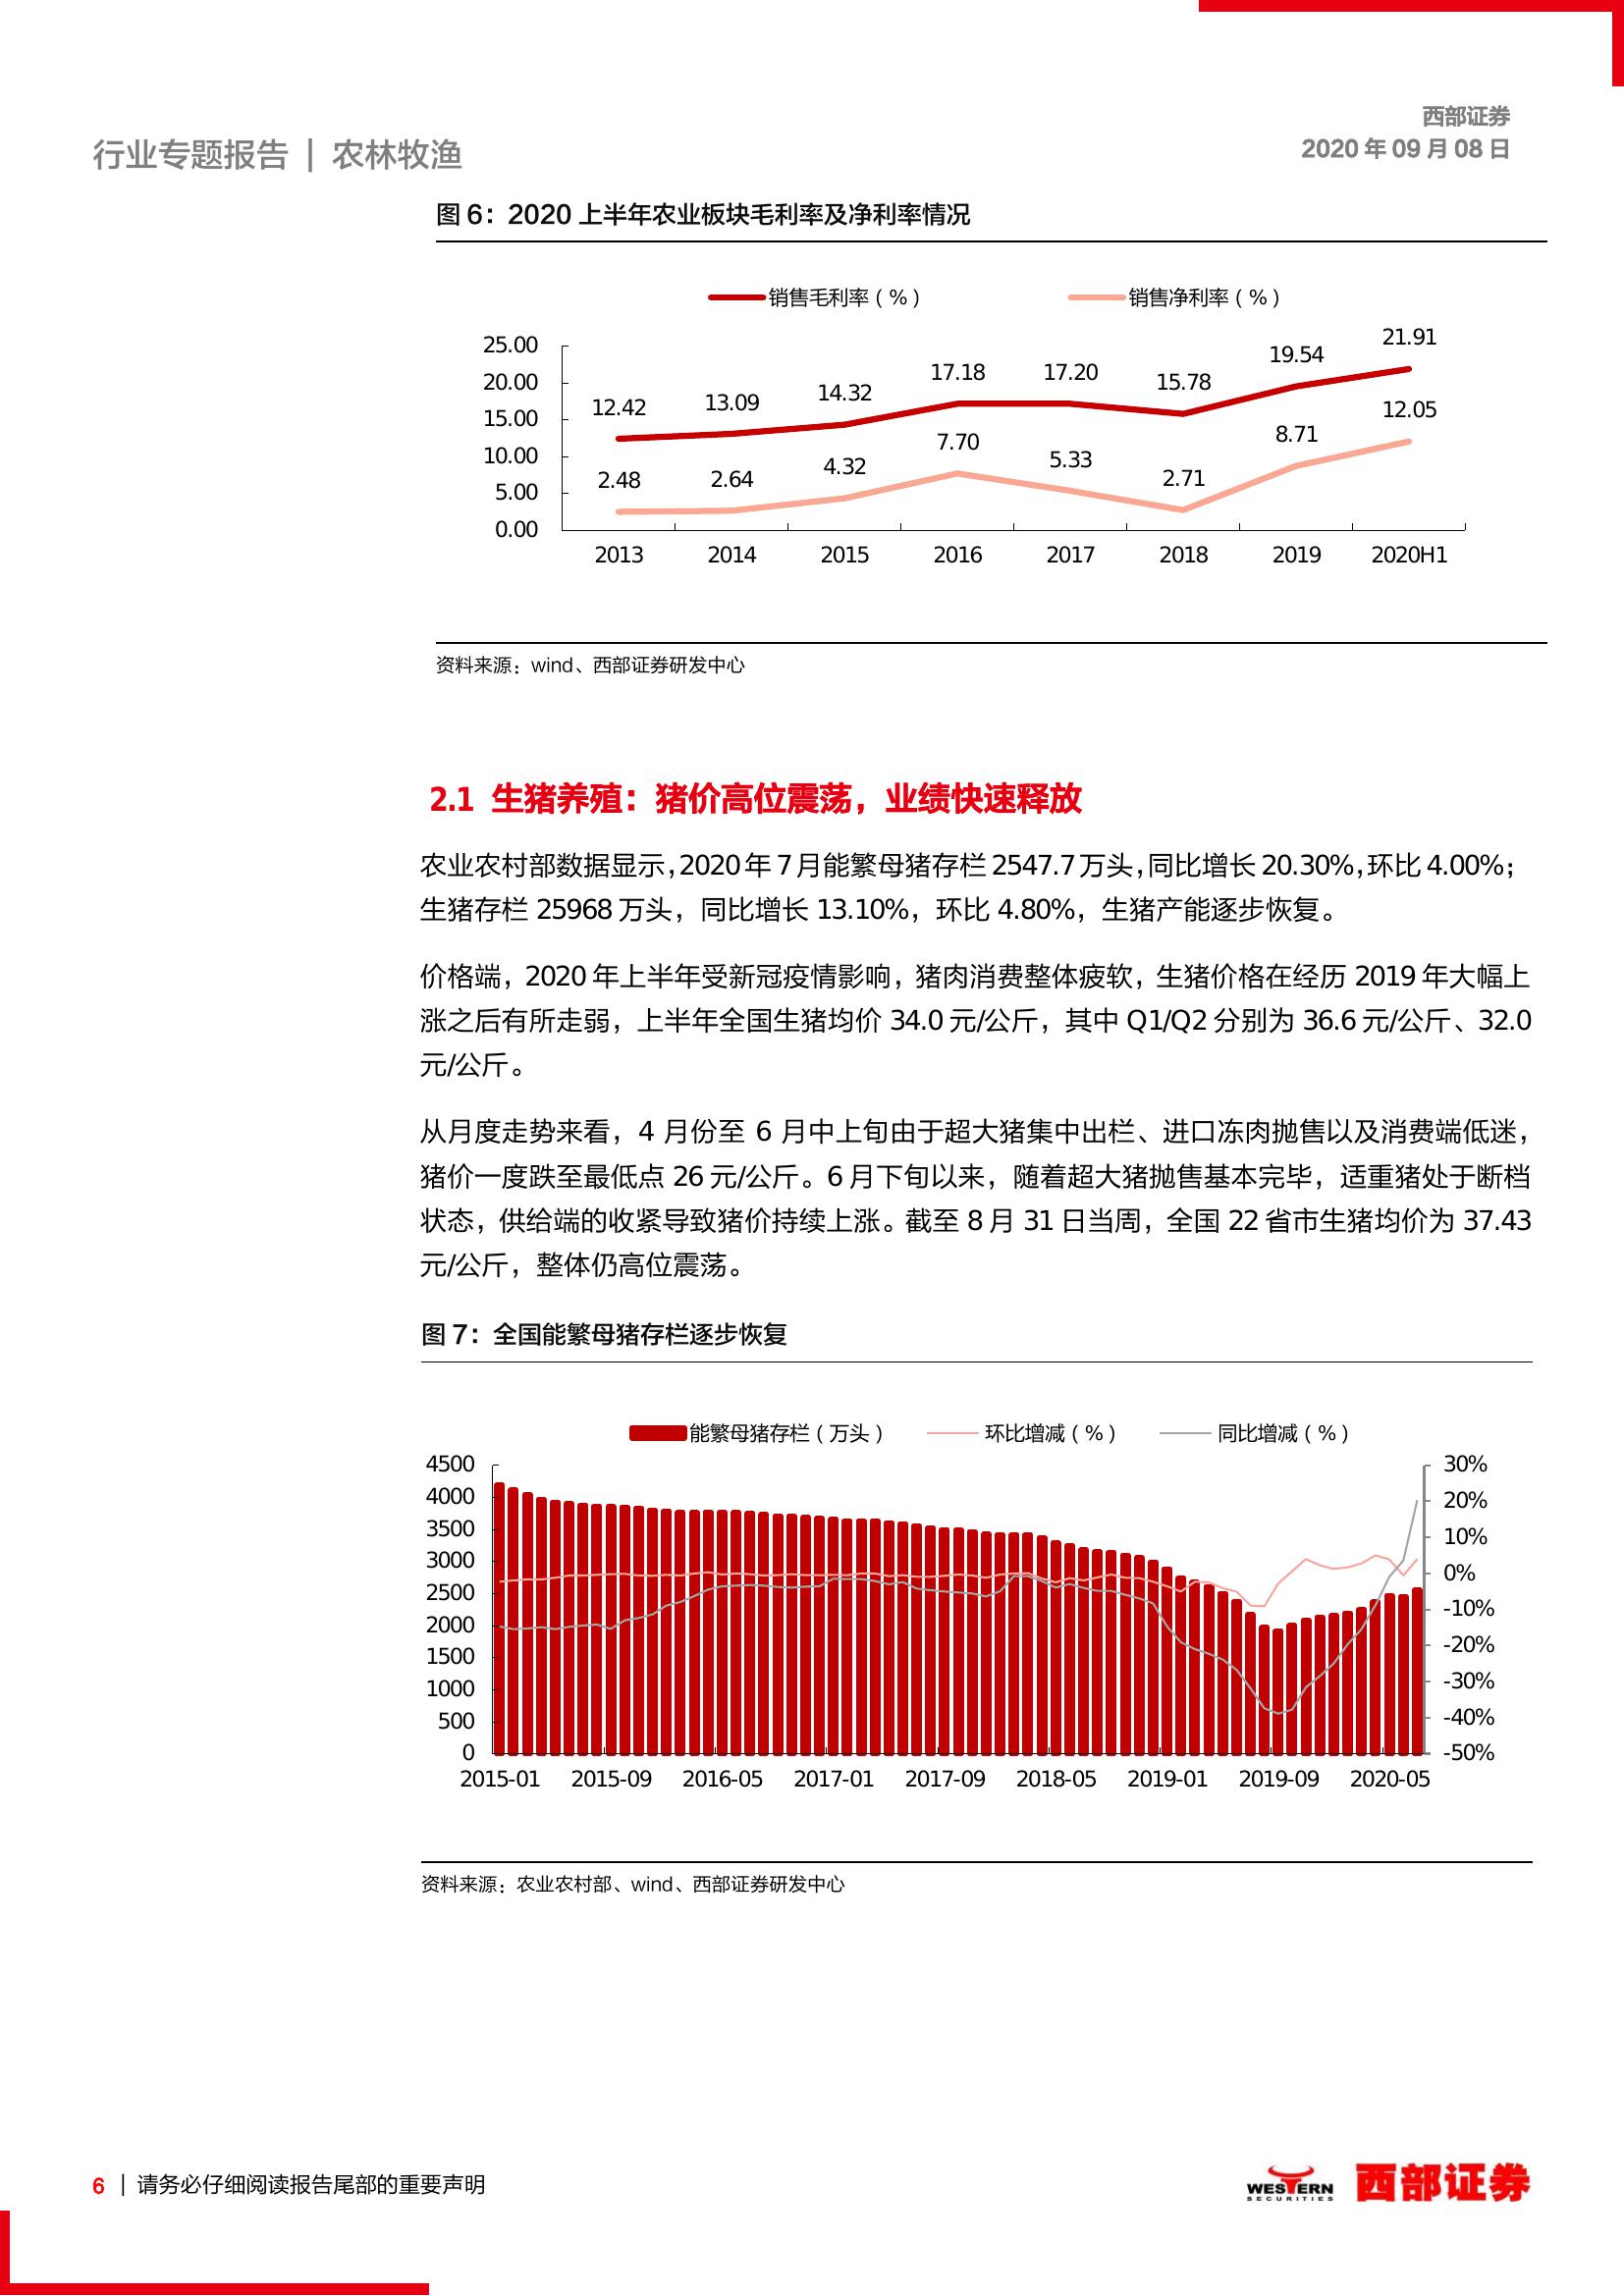 西部证券
行业专题报告 | 农林牧渔
2020 年 09 月 08 日
图 6：2020 上半年农业板块毛利率及净利率情况
销售毛利率（%） 销售净利率（%）
25.00
20.00
15.00
10.00
5.00
0.00
12.42 13.09 14.32 17.18 17.20 15.78 19.54 21.91
2.48 2.64 4.32 7.70 5.33 2.71 8.71 12.05
2013 2014 2015 2016 2017 2018 2019 2020H1
资料来源：wind、西部证券研发中心
2.1 生猪养殖：猪价高位震荡，业绩快速释放
农业农村部数据显示，2020 年 7 月能繁母猪存栏 2547.7 万头，同比增长 20.30%，环比 4.00%；
生猪存栏 25968 万头，同比增长 13.10%，环比 4.80%，生猪产能逐步恢复。
价格端，2020 年上半年受新冠疫情影响，猪肉消费整体疲软，生猪价格在经历 2019 年大幅上
涨之后有所走弱，上半年全国生猪均价 34.0 元/公斤，其中 Q1/Q2 分别为 36.6 元/公斤、32.0
元/公斤。
从月度走势来看，4 月份至 6 月中上旬由于超大猪集中出栏、进口冻肉抛售以及消费端低迷，
猪价一度跌至最低点 26 元/公斤。6 月下旬以来，随着超大猪抛售基本完毕，适重猪处于断档
状态，供给端的收紧导致猪价持续上涨。截至 8 月 31 日当周，全国 22 省市生猪均价为 37.43
元/公斤，整体仍高位震荡。
图 7：全国能繁母猪存栏逐步恢复
能繁母猪存栏（万头） 环比增减（%） 同比增减（%）
4500 30%
4000 20%
3500 10%
3000 0%
2500 -10%
2000 -20%
1500 -30%
1000 -40%
500 -50%
0
2015-01 2015-09 2016-05 2017-01 2017-09 2018-05 2019-01 2019-09 2020-05
资料来源：农业农村部、wind、西部证券研发中心
6 | 请务必仔细阅读报告尾部的重要声明
WESTERN
SECURITIES
西部证券